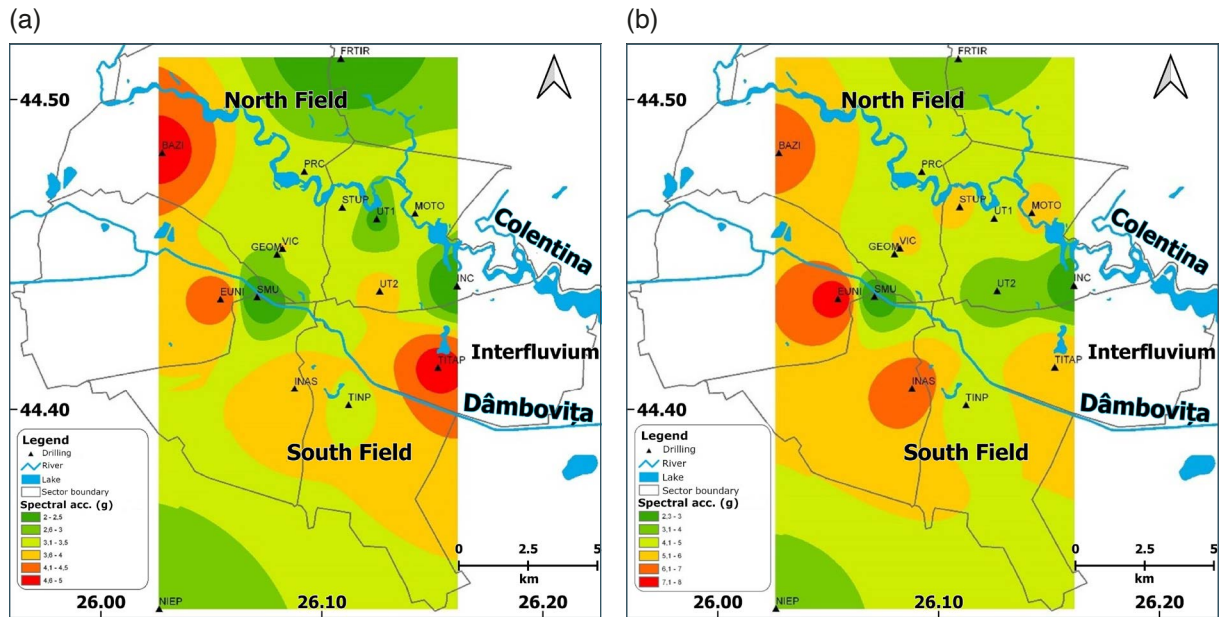 (a)
FRTIR
44.50
North Field
BAZI
PRC
STUP
UT1
MOTO
Colentina
VIC
GEOM
INC
EUNI
SMU
UT2
Interfluvium
TITAP
INAS
TINP
44.40
Dâmbovița
South Field
Legend
Drilling
River
Lake
Sector boundary
Spectral acc. (g)
2 - 2,5
2,6 - 3
3,1 - 3,5
3,6 - 4
4,1 - 4,5
4,6 - 5
0 2.5 5
km
NIEP
26.00
26.10
26.20
(b)
FRTIR
44.50
North Field
BAZI
PRC
STUP
UT1
MOTO
Colentina
VIC
GEOM
INC
EUNI
SMU
UT2
Interfluvium
TITAP
INAS
TINP
44.40
Dâmbovița
South Field
Legend
Drilling
River
Lake
Sector boundary
Spectral acc. (g)
2,3 - 3
3,1 - 4
4,1 - 5
5,1 - 6
6,1 - 7
7,1 - 8
0 2.5 5
km
NIEP
26.00
26.10
26.20